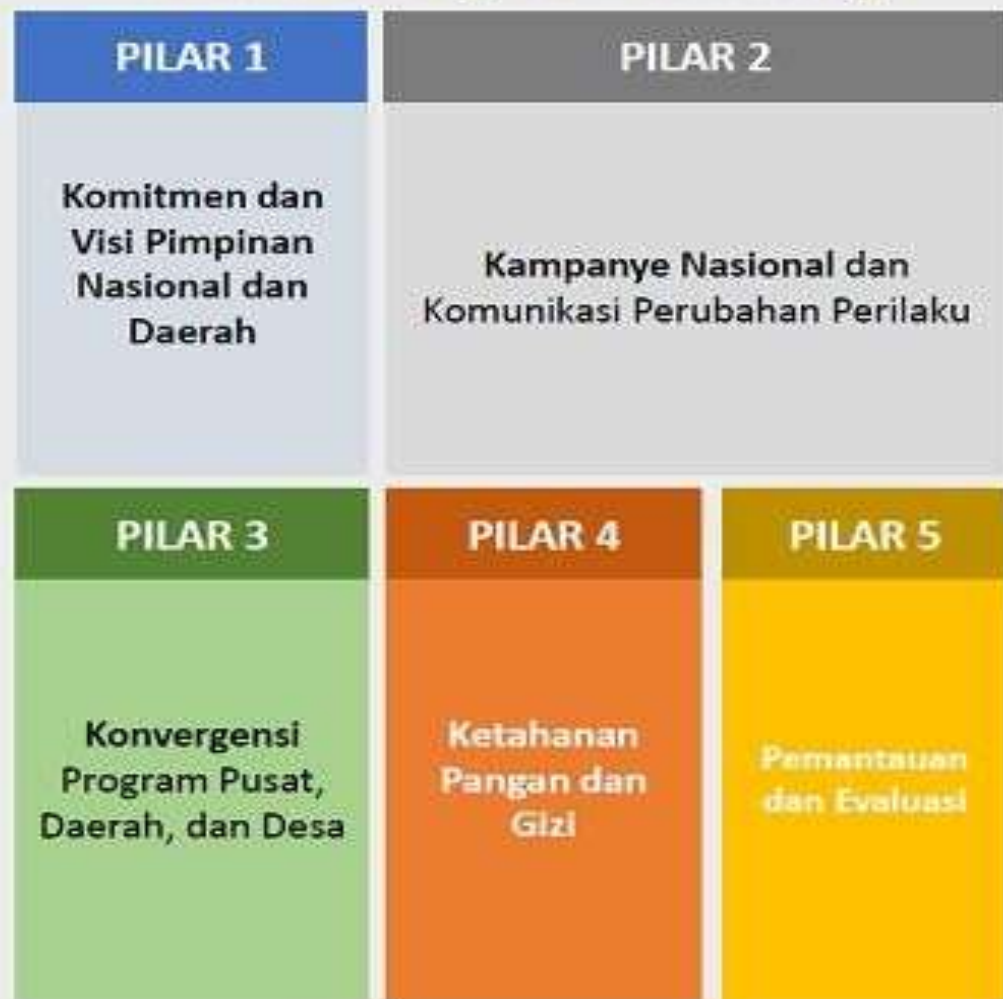 PILAR 1
PILAR 2
Komitmen dan
Visi Pimpinan
Nasional dan
Daerah
Kampanye Nasional dan
Komunikasi Perubahan Perilaku
PILAR 3
PILAR 4
PILAR 5
Konvergensi
Program Pusat,
Daerah, dan Desa
Ketahanan
Pangan dan
Gizi
Pemantauan
dan Evaluasi